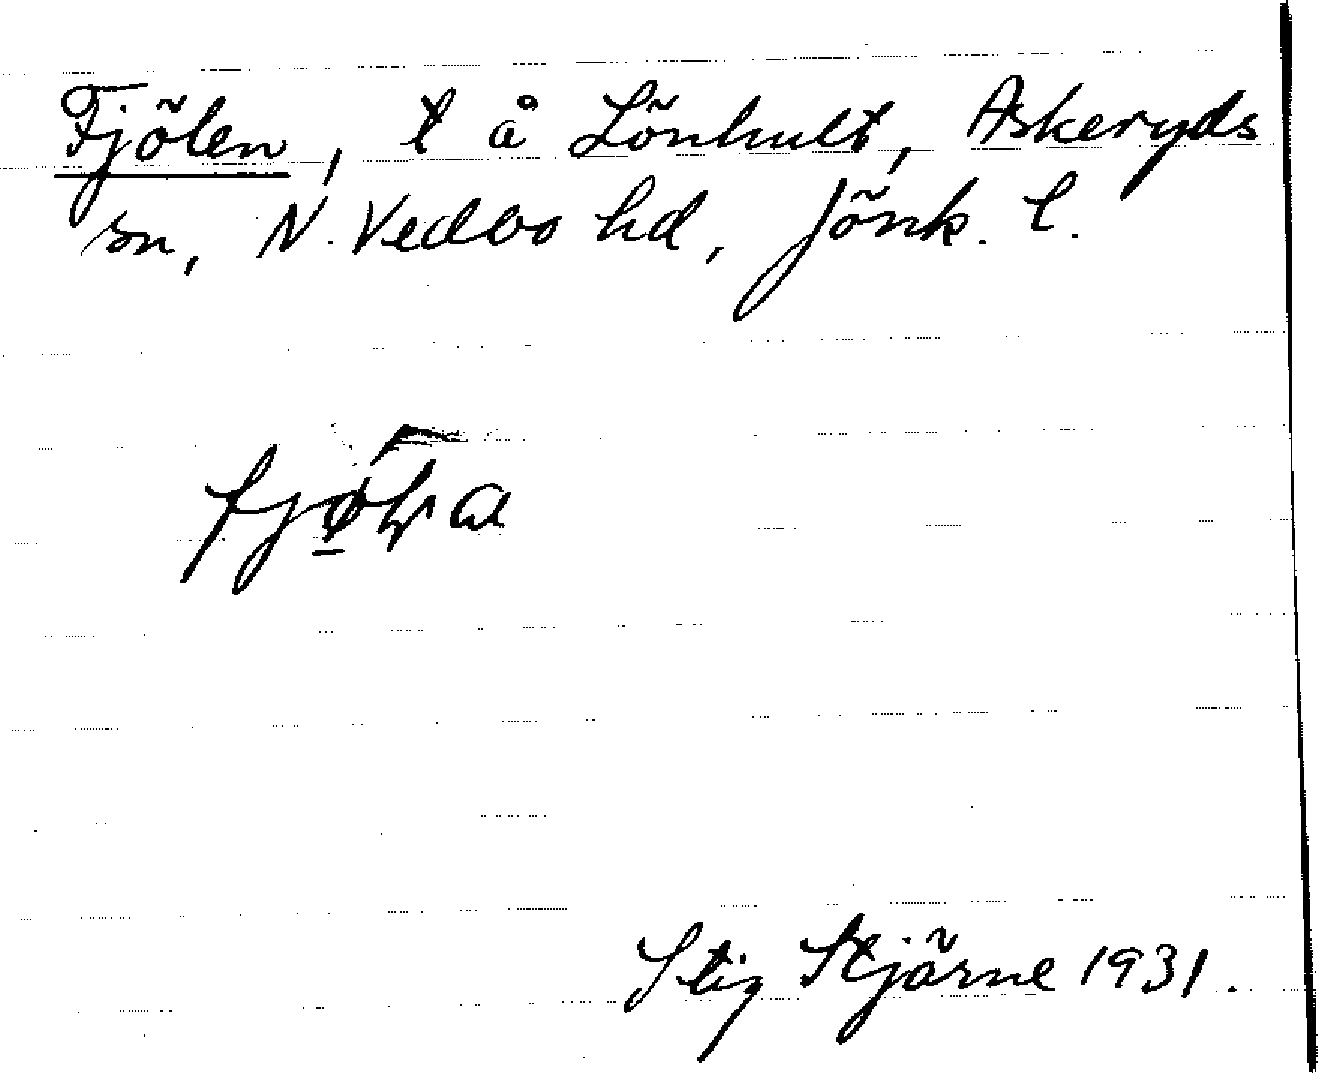 Fjölen, t å Lönhult, Askeryds
sn, N. Vedbo hd, Jönk. l.
Stig Stjärne 1931.